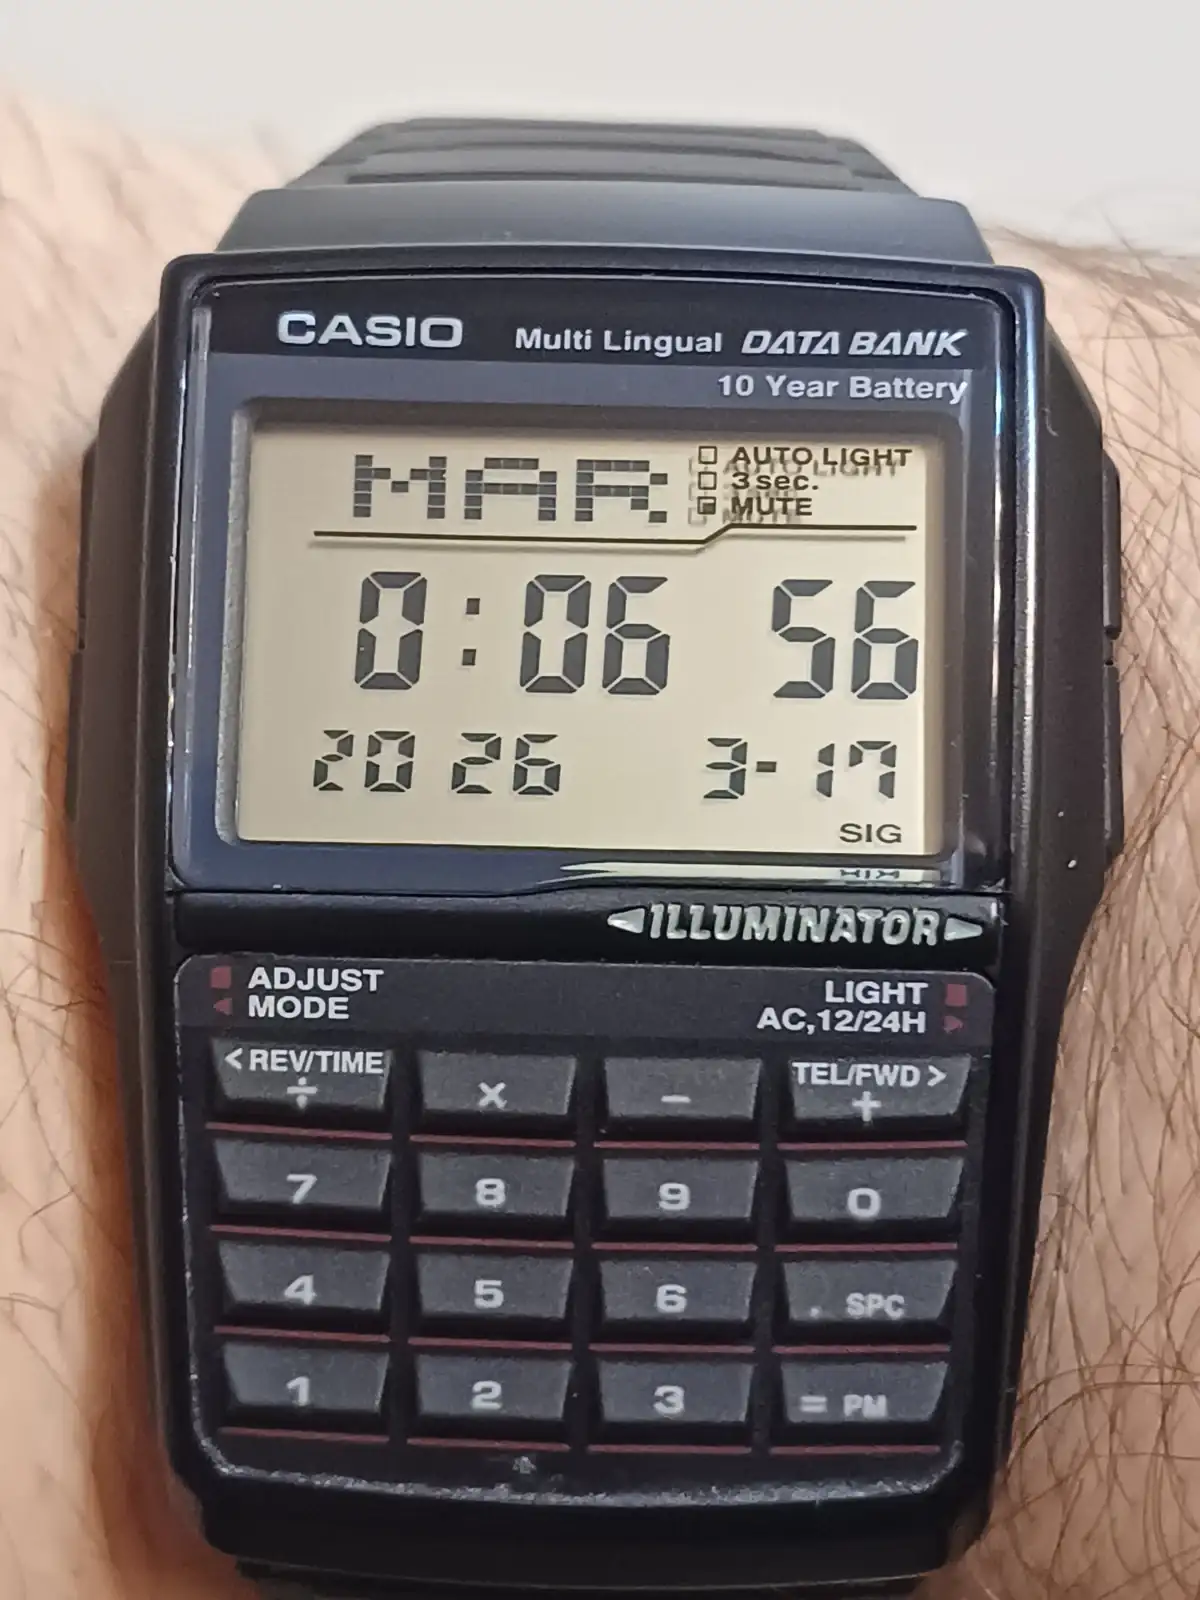 CASIO Multi Lingual DATA BANK
10 Year Battery
MAR.
AUTO LIGHT
3 sec.
MUTE
0:06 56
2026 3-17
SIG
ILLUMINATOR
ADJUST
MODE
LIGHT
AC,12/24H
< REV/TIME TEL/FWD >
÷ × − +
7 8 9 0
4 5 6 . SPC
1 2 3 = PM